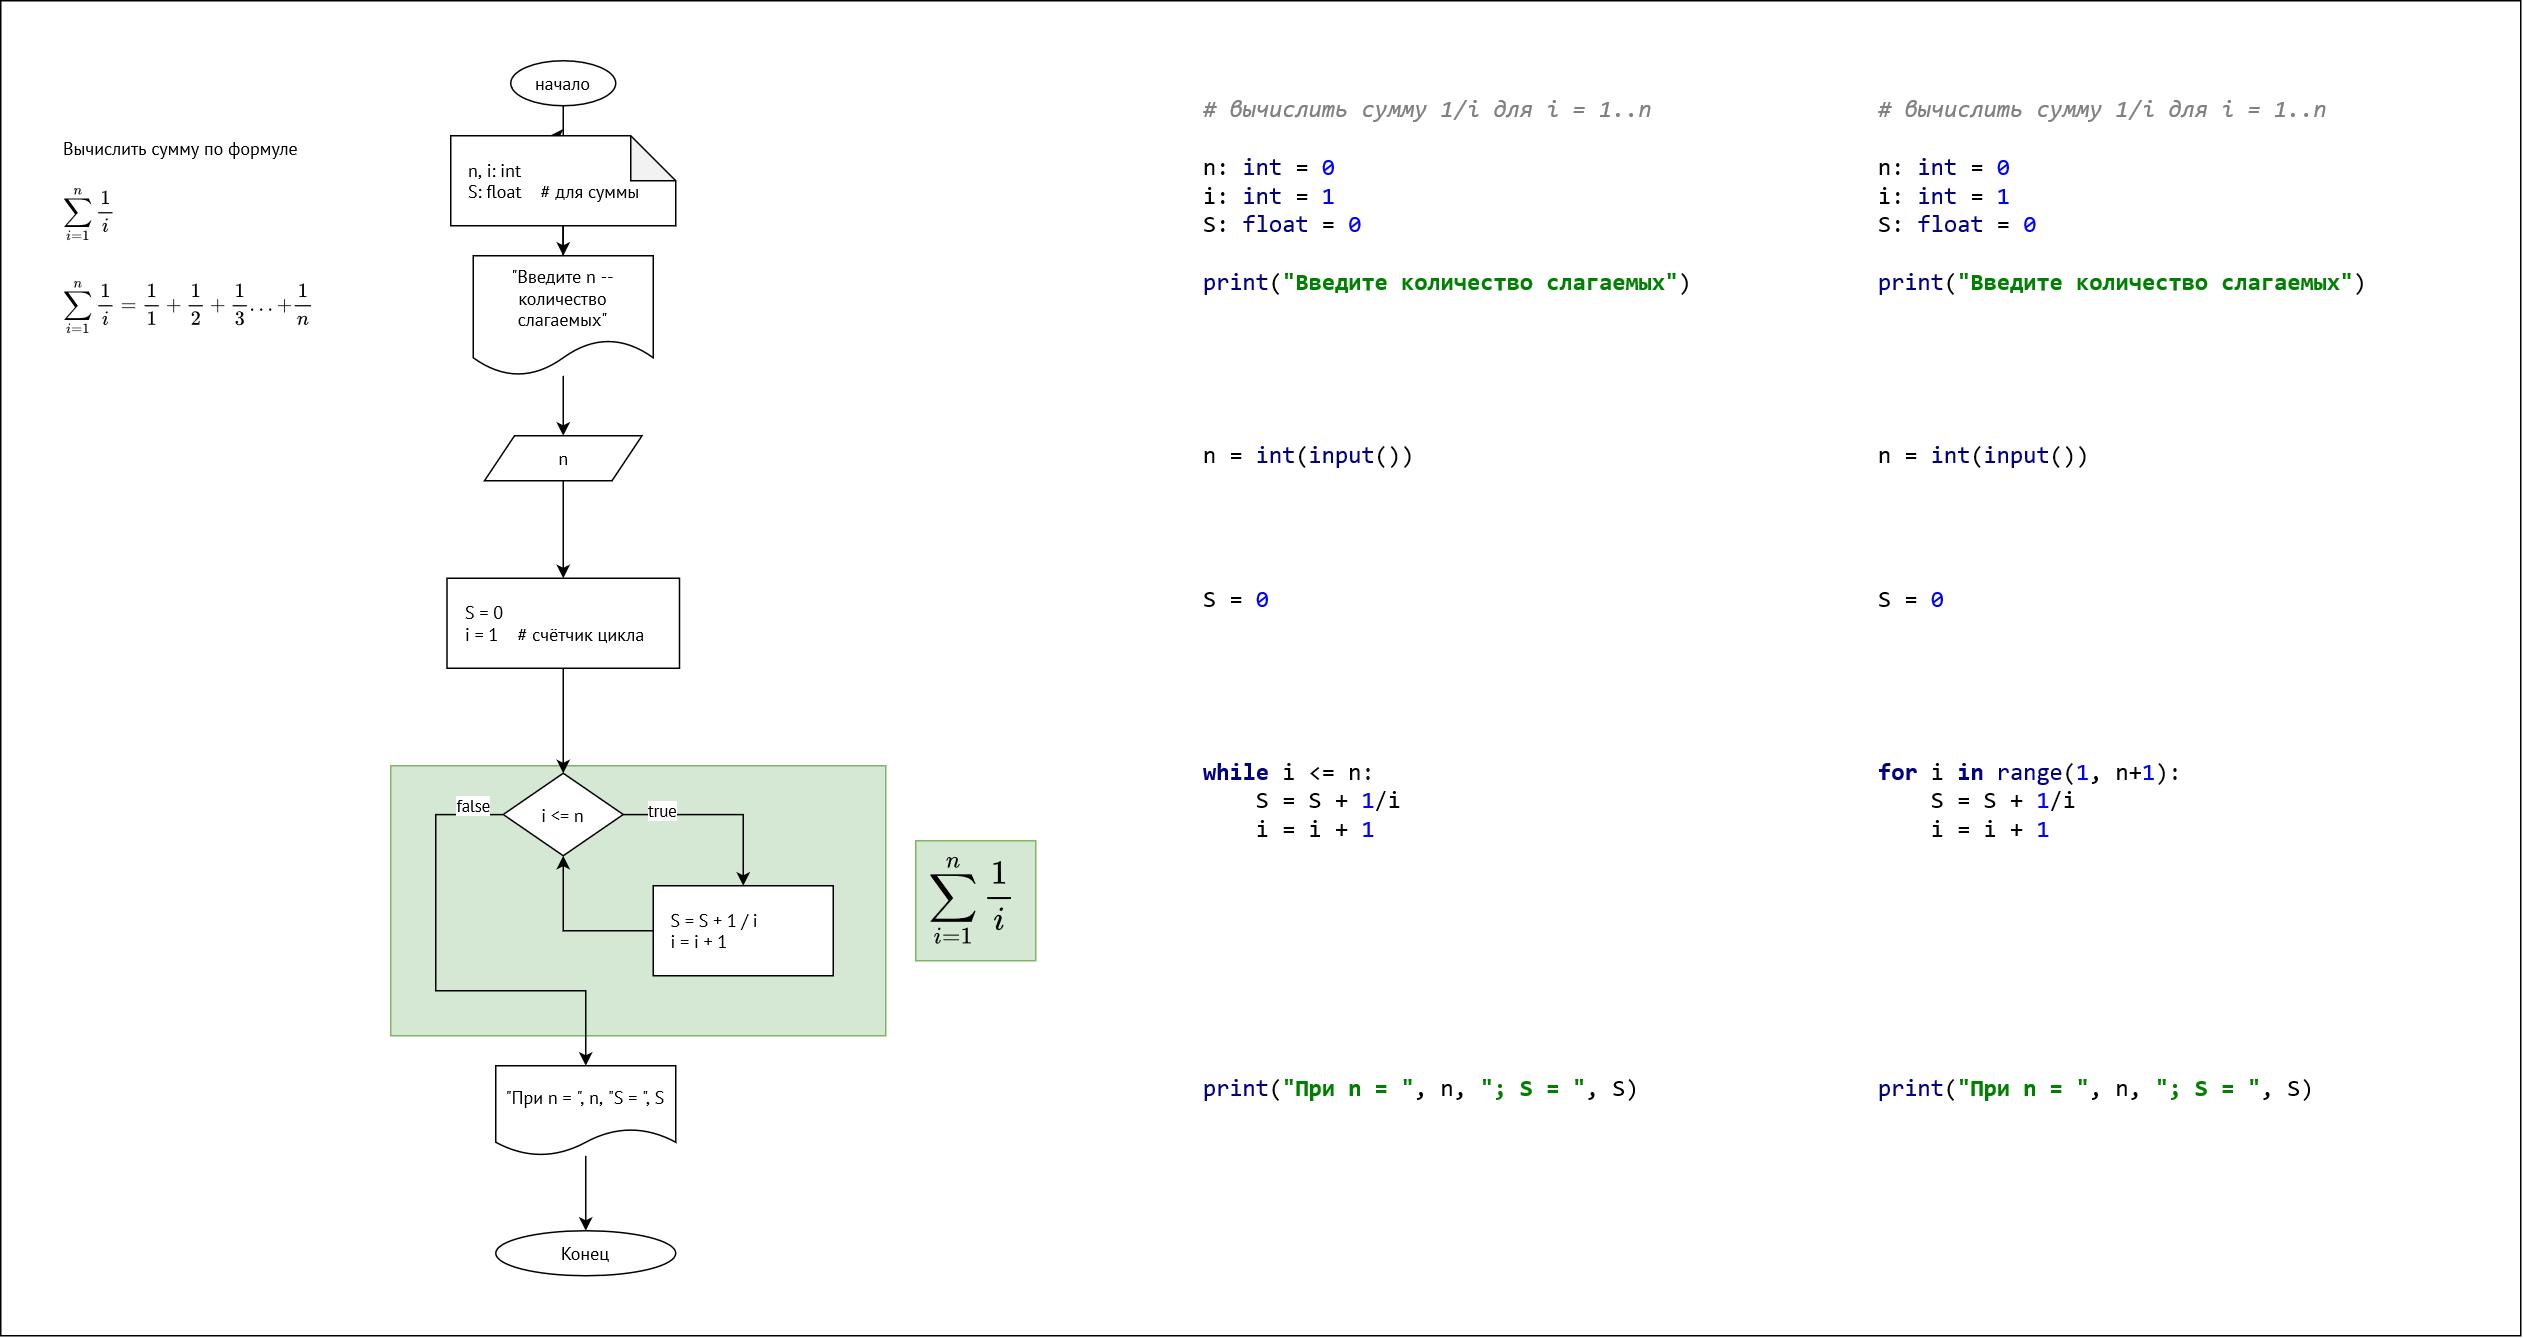 Вычислить сумму по формуле
\sum_{i=1}^{n} \frac{1}{i}
\sum_{i=1}^{n} \frac{1}{i} = \frac{1}{1} + \frac{1}{2} + \frac{1}{3} \ldots + \frac{1}{n}
начало
n, i: int
S: float    # для суммы
"Введите n --
количество
слагаемых"
n
S = 0
i = 1    # счётчик цикла
false
i <= n
true
S = S + 1 / i
i = i + 1
"При n = ", n, "S = ", S
Конец
\sum_{i=1}^{n} \frac{1}{i}
# вычислить сумму 1/i для i = 1..n
n: int = 0
i: int = 1
S: float = 0
print("Введите количество слагаемых")
n = int(input())
S = 0
while i <= n:
    S = S + 1/i
    i = i + 1
print("При n = ", n, "; S = ", S)
# вычислить сумму 1/i для i = 1..n
n: int = 0
i: int = 1
S: float = 0
print("Введите количество слагаемых")
n = int(input())
S = 0
for i in range(1, n+1):
    S = S + 1/i
    i = i + 1
print("При n = ", n, "; S = ", S)